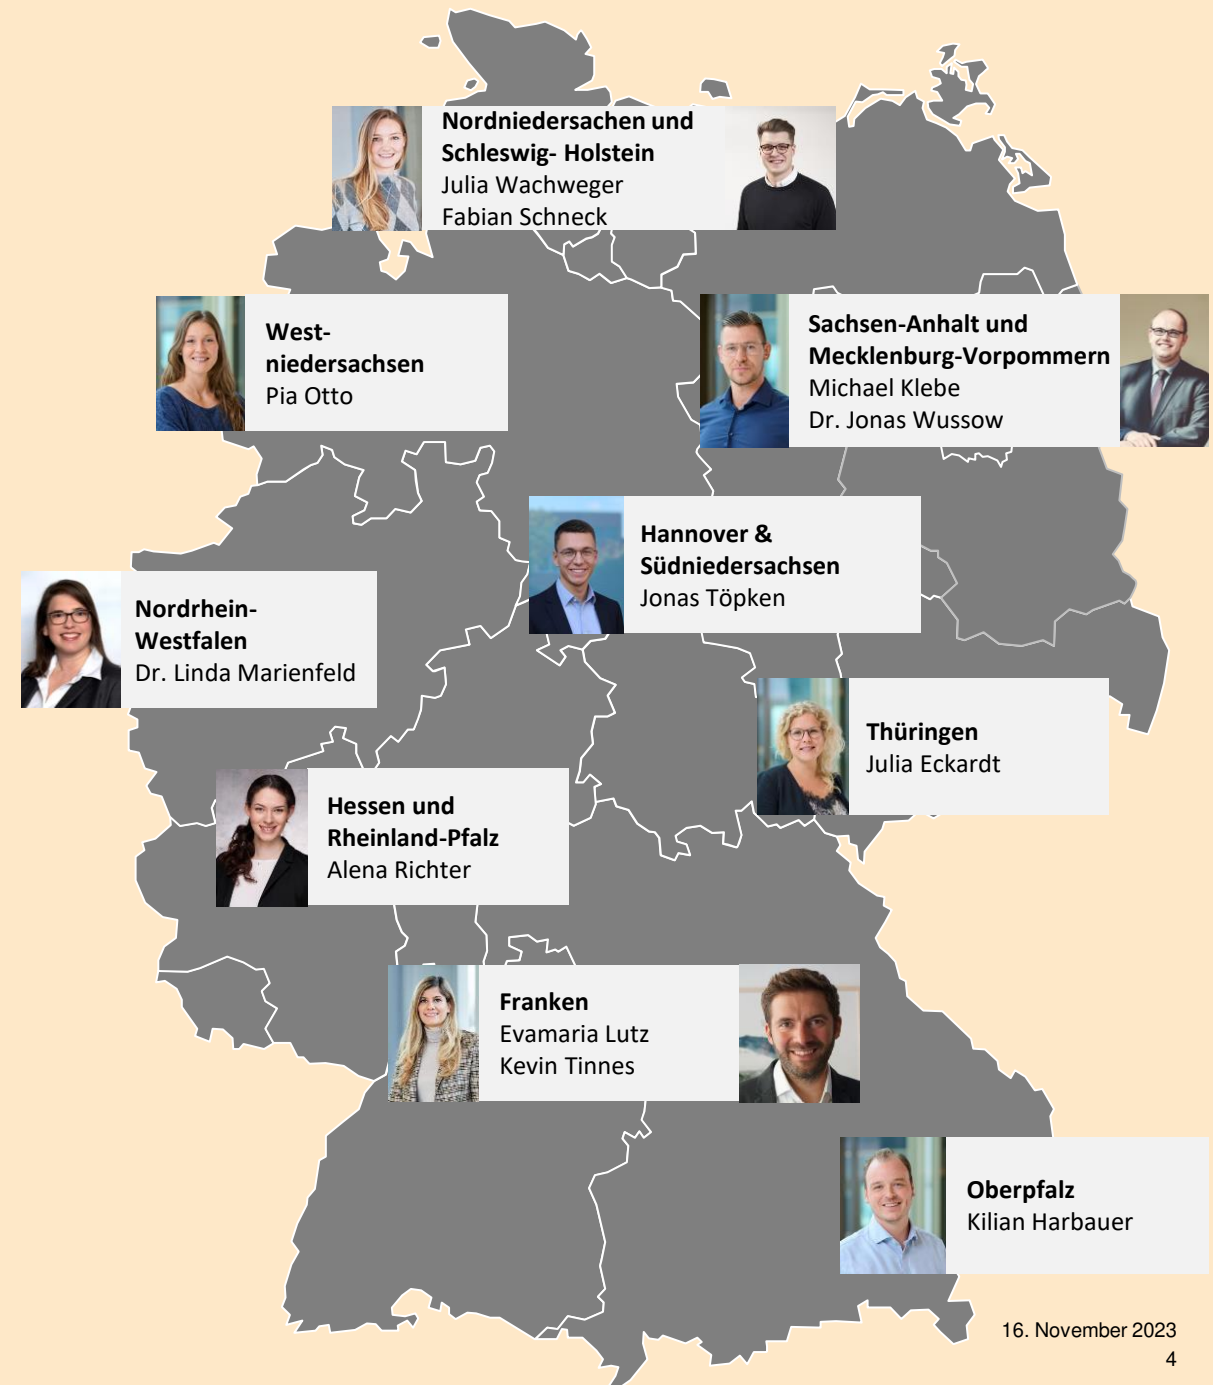 Nordniedersachen und
Schleswig- Holstein
Julia Wachweger
Fabian Schneck
West-
niedersachsen
Pia Otto
Sachsen-Anhalt und
Mecklenburg-Vorpommern
Michael Klebe
Dr. Jonas Wussow
Hannover &
Südniedersachsen
Jonas Töpken
Nordrhein-
Westfalen
Dr. Linda Marienfeld
Thüringen
Julia Eckardt
Hessen und
Rheinland-Pfalz
Alena Richter
Franken
Evamaria Lutz
Kevin Tinnes
Oberpfalz
Kilian Harbauer
16. November 2023
4